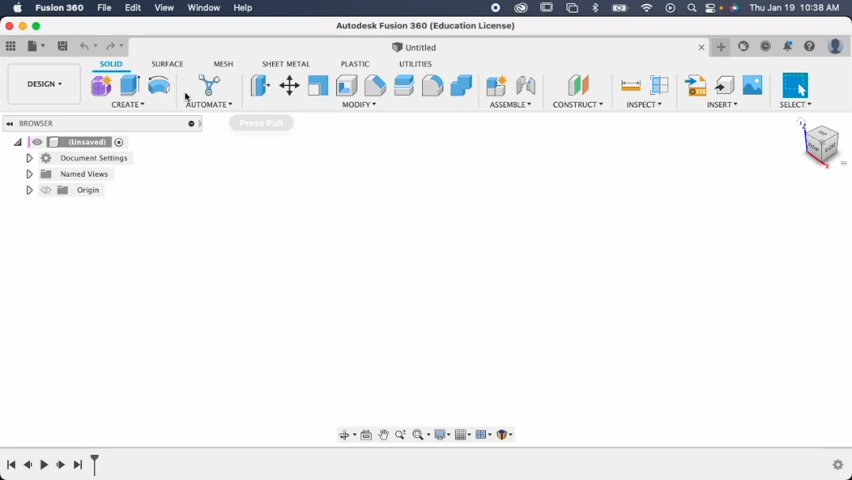 Fusion 360 File Edit View Window Help Thu Jan 19 10:38 AM
Autodesk Fusion 360 (Education License)
Untitled
SOLID SURFACE MESH SHEET METAL PLASTIC UTILITIES
DESIGN
CREATE AUTOMATE MODIFY ASSEMBLE CONSTRUCT INSPECT INSERT SELECT
BROWSER
Press Pull
(Unsaved)
Document Settings
Named Views
Origin
Z
TOP
X